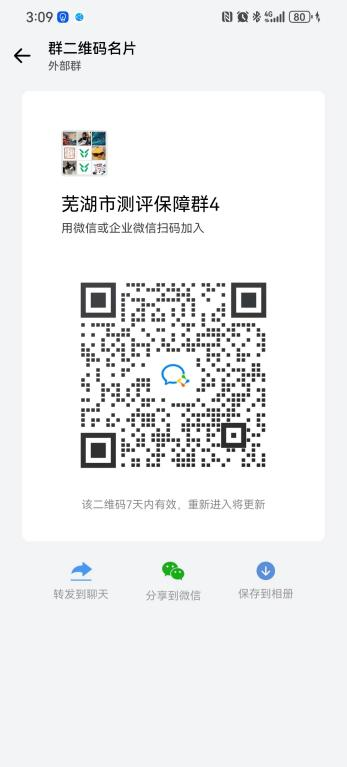 3:09
4G
80
群二维码名片
外部群
芜湖市测评保障群4
用微信或企业微信扫码加入
该二维码7天内有效，重新进入将更新
转发到聊天
分享到微信
保存到相册